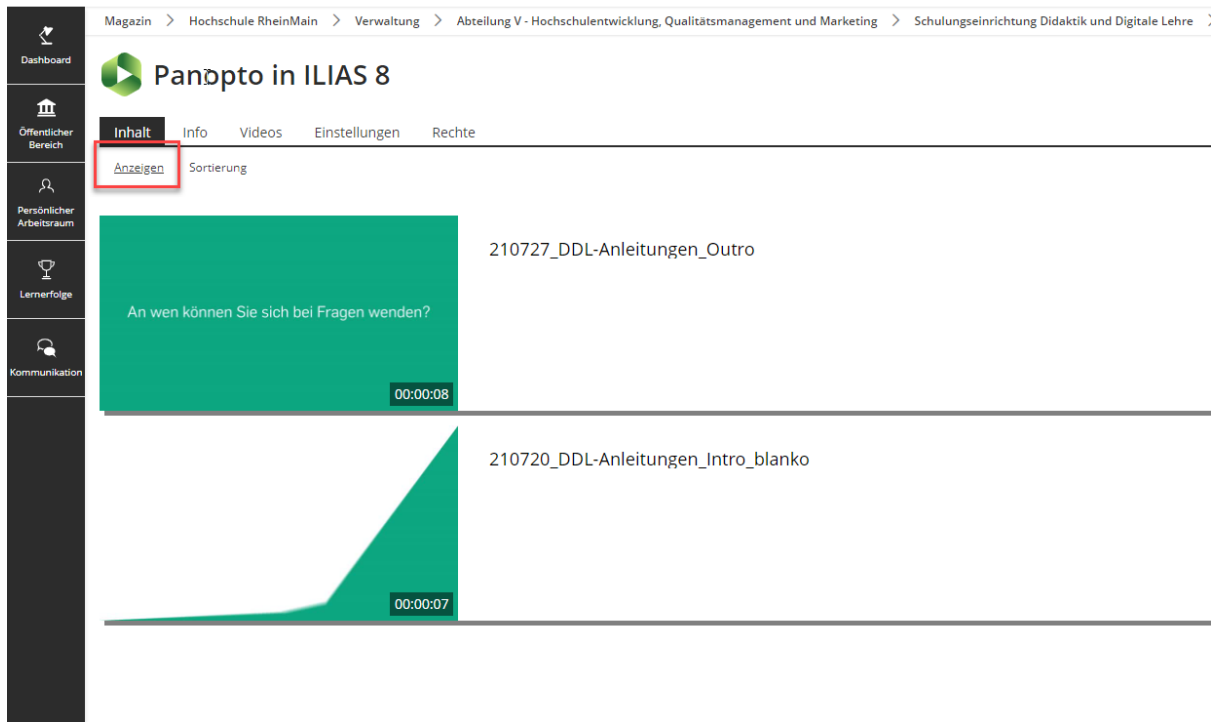 Magazin > Hochschule RheinMain > Verwaltung > Abteilung V - Hochschulentwicklung, Qualitätsmanagement und Marketing > Schulungseinrichtung Didaktik und Digitale Lehre >
Dashboard
Öffentlicher
Bereich
Persönlicher
Arbeitsraum
Lernerfolge
Kommunikation
Panopto in ILIAS 8
Inhalt Info Videos Einstellungen Rechte
Anzeigen Sortierung
An wen können Sie sich bei Fragen wenden?
00:00:08
210727_DDL-Anleitungen_Outro
00:00:07
210720_DDL-Anleitungen_Intro_blanko